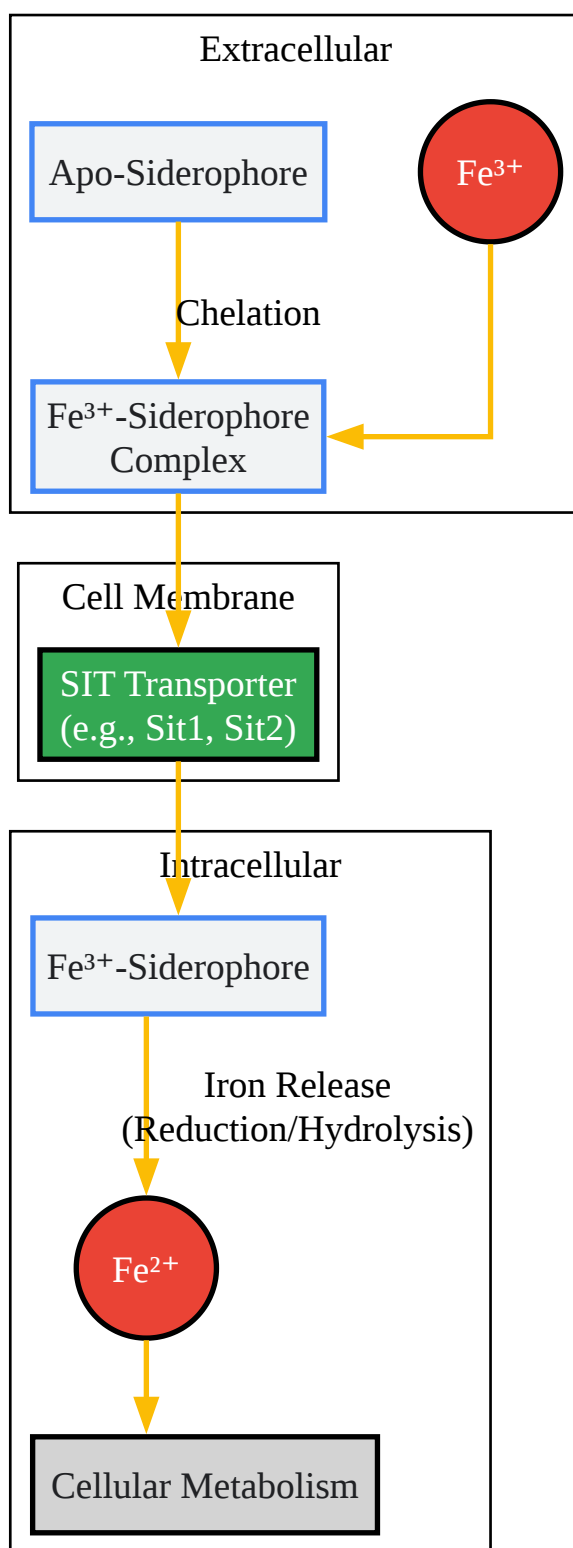 Extracellular
Apo-Siderophore
Fe³⁺
Chelation
Fe³⁺-Siderophore
Complex
Cell Membrane
SIT Transporter
(e.g., Sit1, Sit2)
Intracellular
Fe³⁺-Siderophore
Iron Release
(Reduction/Hydrolysis)
Fe²⁺
Cellular Metabolism